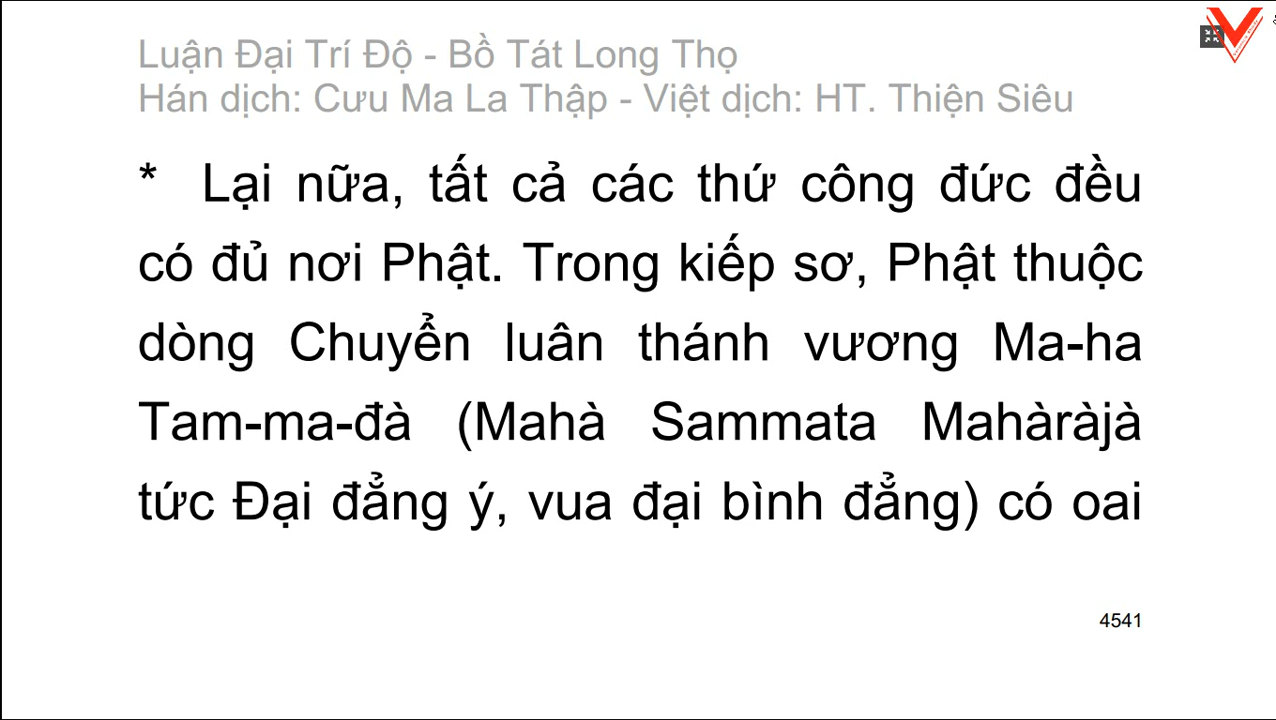 Luận Đại Trí Độ - Bồ Tát Long Thọ
Hán dịch: Cưu Ma La Thập - Việt dịch: HT. Thiện Siêu
* Lại nữa, tất cả các thứ công đức đều
có đủ nơi Phật. Trong kiếp sơ, Phật thuộc
dòng Chuyển luân thánh vương Ma-ha
Tam-ma-đà (Mahà Sammata Mahàràjà
tức Đại đẳng ý, vua đại bình đẳng) có oai
4541